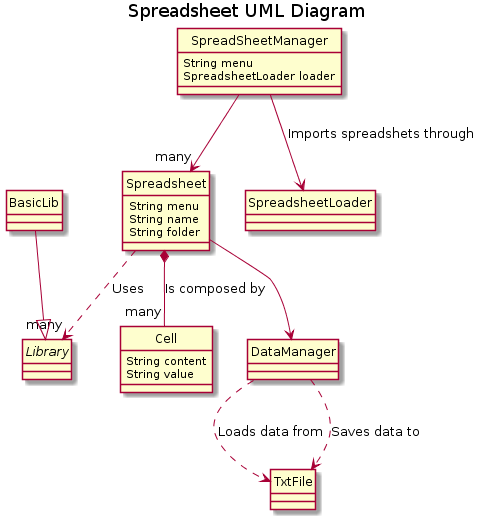 Spreadsheet UML Diagram
SpreadSheetManager
String menu
SpreadsheetLoader loader
Imports spreadshets through
many
Spreadsheet
String menu
String name
String folder
SpreadsheetLoader
BasicLib
Uses
Is composed by
many
many
Library
Cell
String content
String value
DataManager
Loads data from
Saves data to
TxtFile